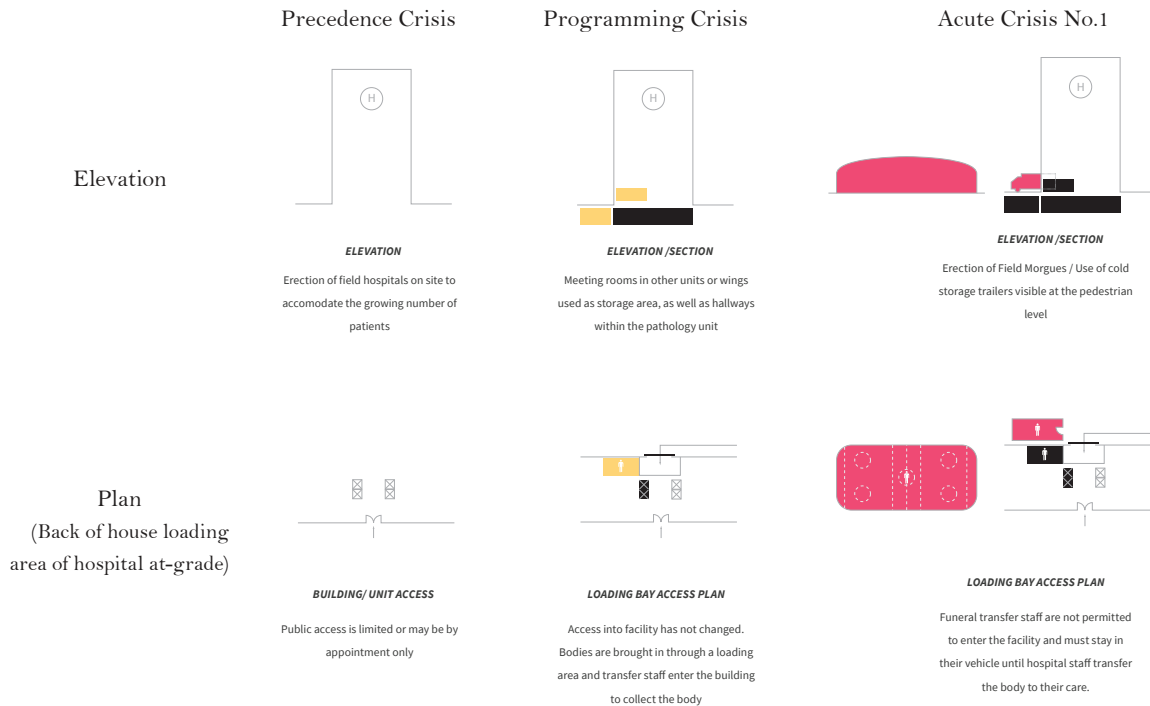 Precedence Crisis
Programming Crisis
Acute Crisis No.1
Elevation
H
H
H
ELEVATION
Erection of field hospitals on site to
accomodate the growing number of
patients
ELEVATION /SECTION
Meeting rooms in other units or wings
used as storage area, as well as hallways
within the pathology unit
ELEVATION /SECTION
Erection of Field Morgues / Use of cold
storage trailers visible at the pedestrian
level
Plan
(Back of house loading
area of hospital at-grade)
BUILDING/ UNIT ACCESS
Public access is limited or may be by
appointment only
LOADING BAY ACCESS PLAN
Access into facility has not changed.
Bodies are brought in through a loading
area and transfer staff enter the building
to collect the body
LOADING BAY ACCESS PLAN
Funeral transfer staff are not permitted
to enter the facility and must stay in
their vehicle until hospital staff transfer
the body to their care.